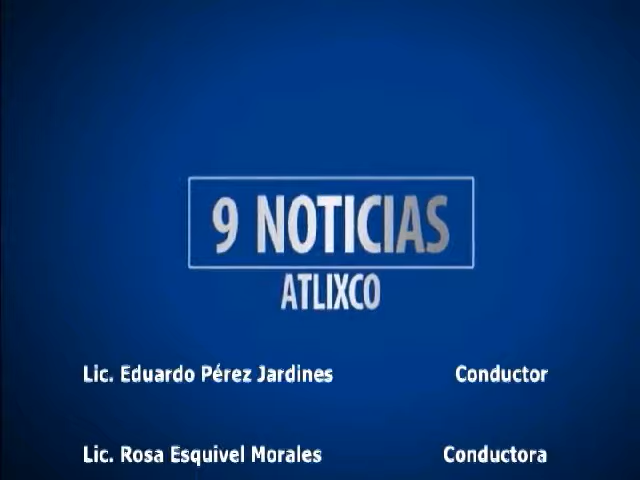 9 NOTICIAS
ATLIXCO
Lic. Eduardo Pérez Jardines Conductor
Lic. Rosa Esquivel Morales Conductora